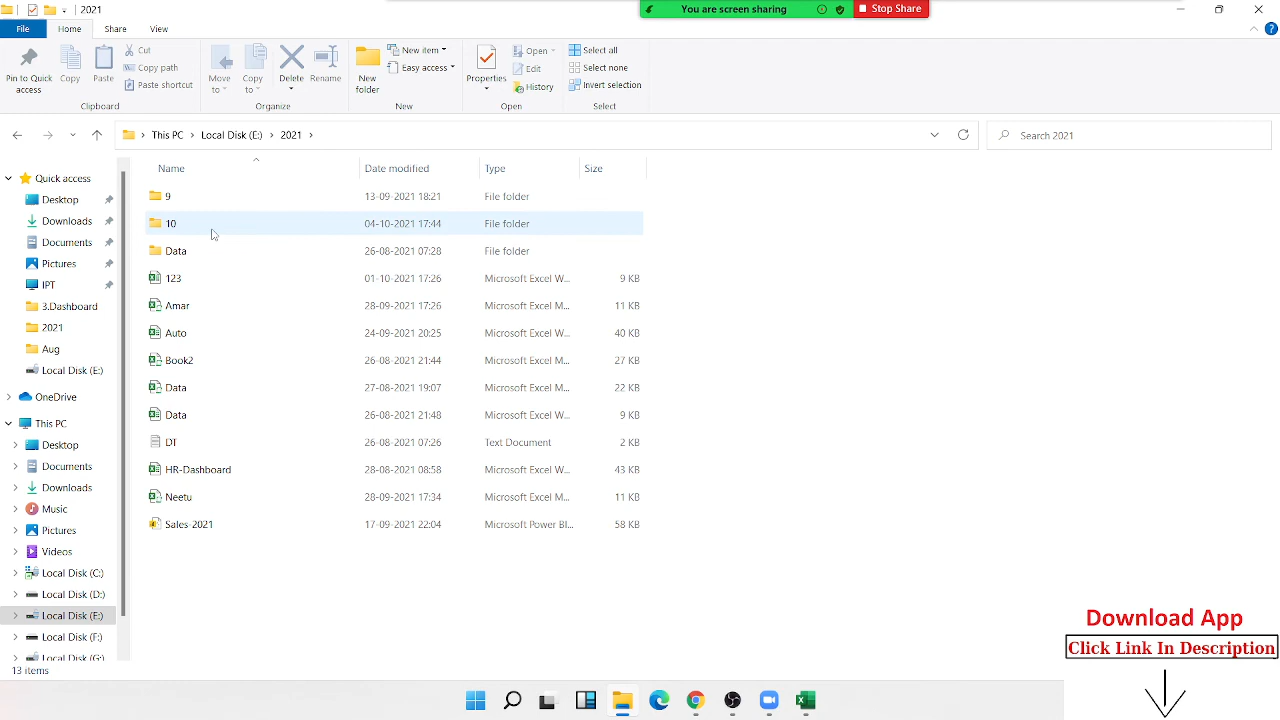 2021
You are screen sharing
Stop Share
File Home Share View
Pin to Quick access
Copy
Paste
Cut
Copy path
Paste shortcut
Clipboard
Move to
Copy to
Delete
Rename
Organize
New folder
New item
Easy access
New
Properties
Open
Edit
History
Open
Select all
Select none
Invert selection
Select
This PC > Local Disk (E:) > 2021 >
Search 2021
Name Date modified Type Size
9 13-09-2021 18:21 File folder
10 04-10-2021 17:44 File folder
Data 26-08-2021 07:28 File folder
123 01-10-2021 17:26 Microsoft Excel W... 9 KB
Amar 28-09-2021 17:26 Microsoft Excel M... 11 KB
Auto 24-09-2021 20:25 Microsoft Excel W... 40 KB
Book2 26-08-2021 21:44 Microsoft Excel M... 27 KB
Data 27-08-2021 19:07 Microsoft Excel M... 22 KB
Data 26-08-2021 21:48 Microsoft Excel W... 9 KB
DT 26-08-2021 07:26 Text Document 2 KB
HR-Dashboard 28-08-2021 08:58 Microsoft Excel W... 43 KB
Neetu 28-09-2021 17:34 Microsoft Excel M... 11 KB
Sales-2021 17-09-2021 22:04 Microsoft Power BI... 58 KB
Quick access
Desktop
Downloads
Documents
Pictures
IPT
3.Dashboard
2021
Aug
Local Disk (E:)
OneDrive
This PC
Desktop
Documents
Downloads
Music
Pictures
Videos
Local Disk (C:)
Local Disk (D:)
Local Disk (E:)
Local Disk (F:)
Local Disk (G:)
13 items
Download App
Click Link In Description